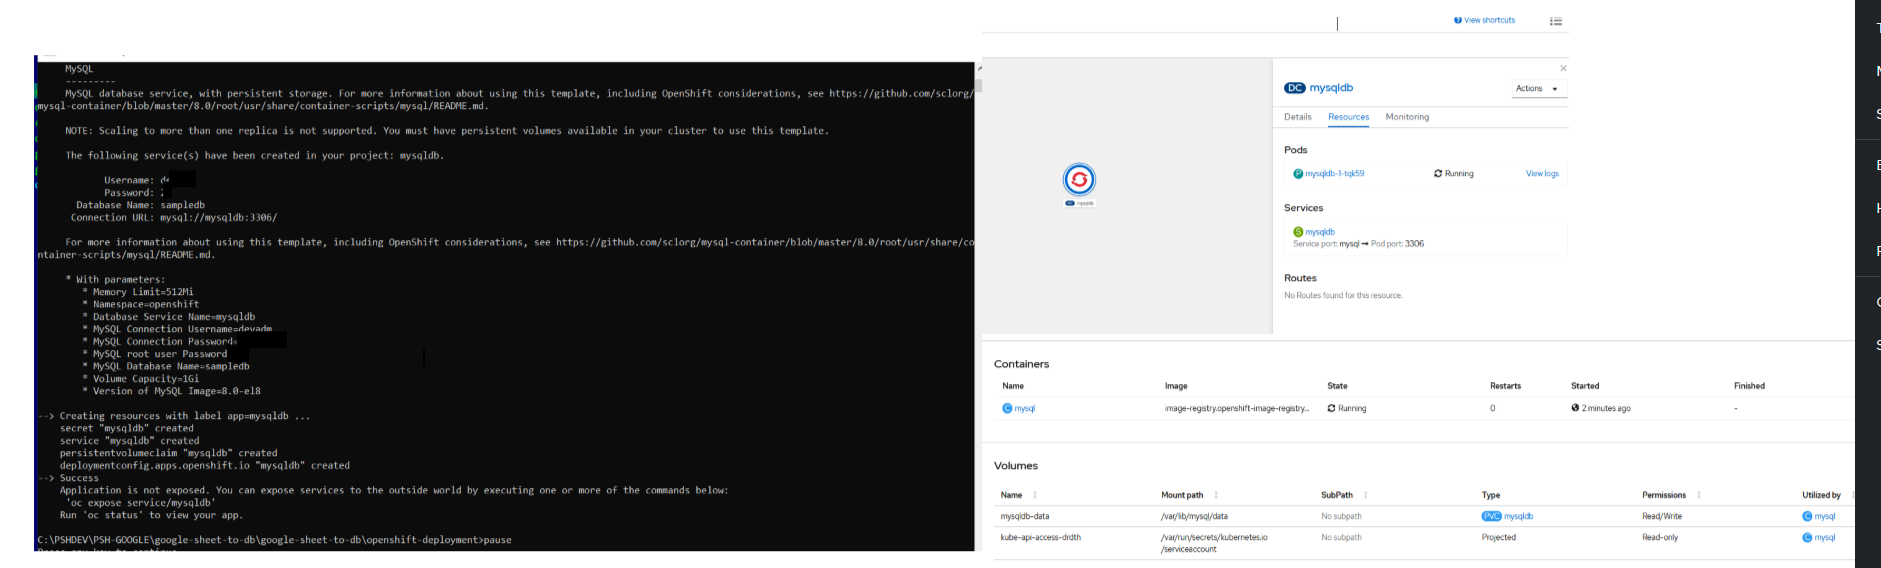 MySQL
---------
MySQL database service, with persistent storage. For more information about using this template, including OpenShift considerations, see https://github.com/sclorg/
mysql-container/blob/master/8.0/root/usr/share/container-scripts/mysql/README.md.
NOTE: Scaling to more than one replica is not supported. You must have persistent volumes available in your cluster to use this template.
The following service(s) have been created in your project: mysqldb.
Username:
Password:
Database Name: sampledb
Connection URL: mysql://mysqldb:3306/
For more information about using this template, including OpenShift considerations, see https://github.com/sclorg/mysql-container/blob/master/8.0/root/usr/share/co
ntainer-scripts/mysql/README.md.
* With parameters:
* Memory Limit=512Mi
* Namespace=openshift
* Database Service Name=mysqldb
* MySQL Connection Username=devadm
* MySQL Connection Password=
* MySQL root user Password
* MySQL Database Name=sampledb
* Volume Capacity=1Gi
* Version of MySQL Image=8.0-el8
--> Creating resources with label app=mysqldb ...
secret "mysqldb" created
service "mysqldb" created
persistentvolumeclaim "mysqldb" created
deploymentconfig.apps.openshift.io "mysqldb" created
--> Success
Application is not exposed. You can expose services to the outside world by executing one or more of the commands below:
'oc expose service/mysqldb'
Run 'oc status' to view your app.
C:\PSHDEV\PSH-GOOGLE\google-sheet-to-db\google-sheet-to-db\openshift-deployment>pause
View shortcuts
DC mysqldb
DC mysqldb
Actions
Details Resources Monitoring
Pods
P mysqldb-1-tqk59 Running View logs
Services
S mysqldb
Service port: mysql → Pod port: 3306
Routes
No Routes found for this resource.
Containers
Name Image State Restarts Started Finished
C mysql image-registry.openshift-image-registry... Running 0 2 minutes ago -
Volumes
Name Mount path SubPath Type Permissions Utilized by
mysqldb-data /var/lib/mysql/data No subpath PVC mysqldb Read/Write C mysql
kube-api-access-drdth /var/run/secrets/kubernetes.io No subpath Projected Read-only C mysql
/serviceaccount